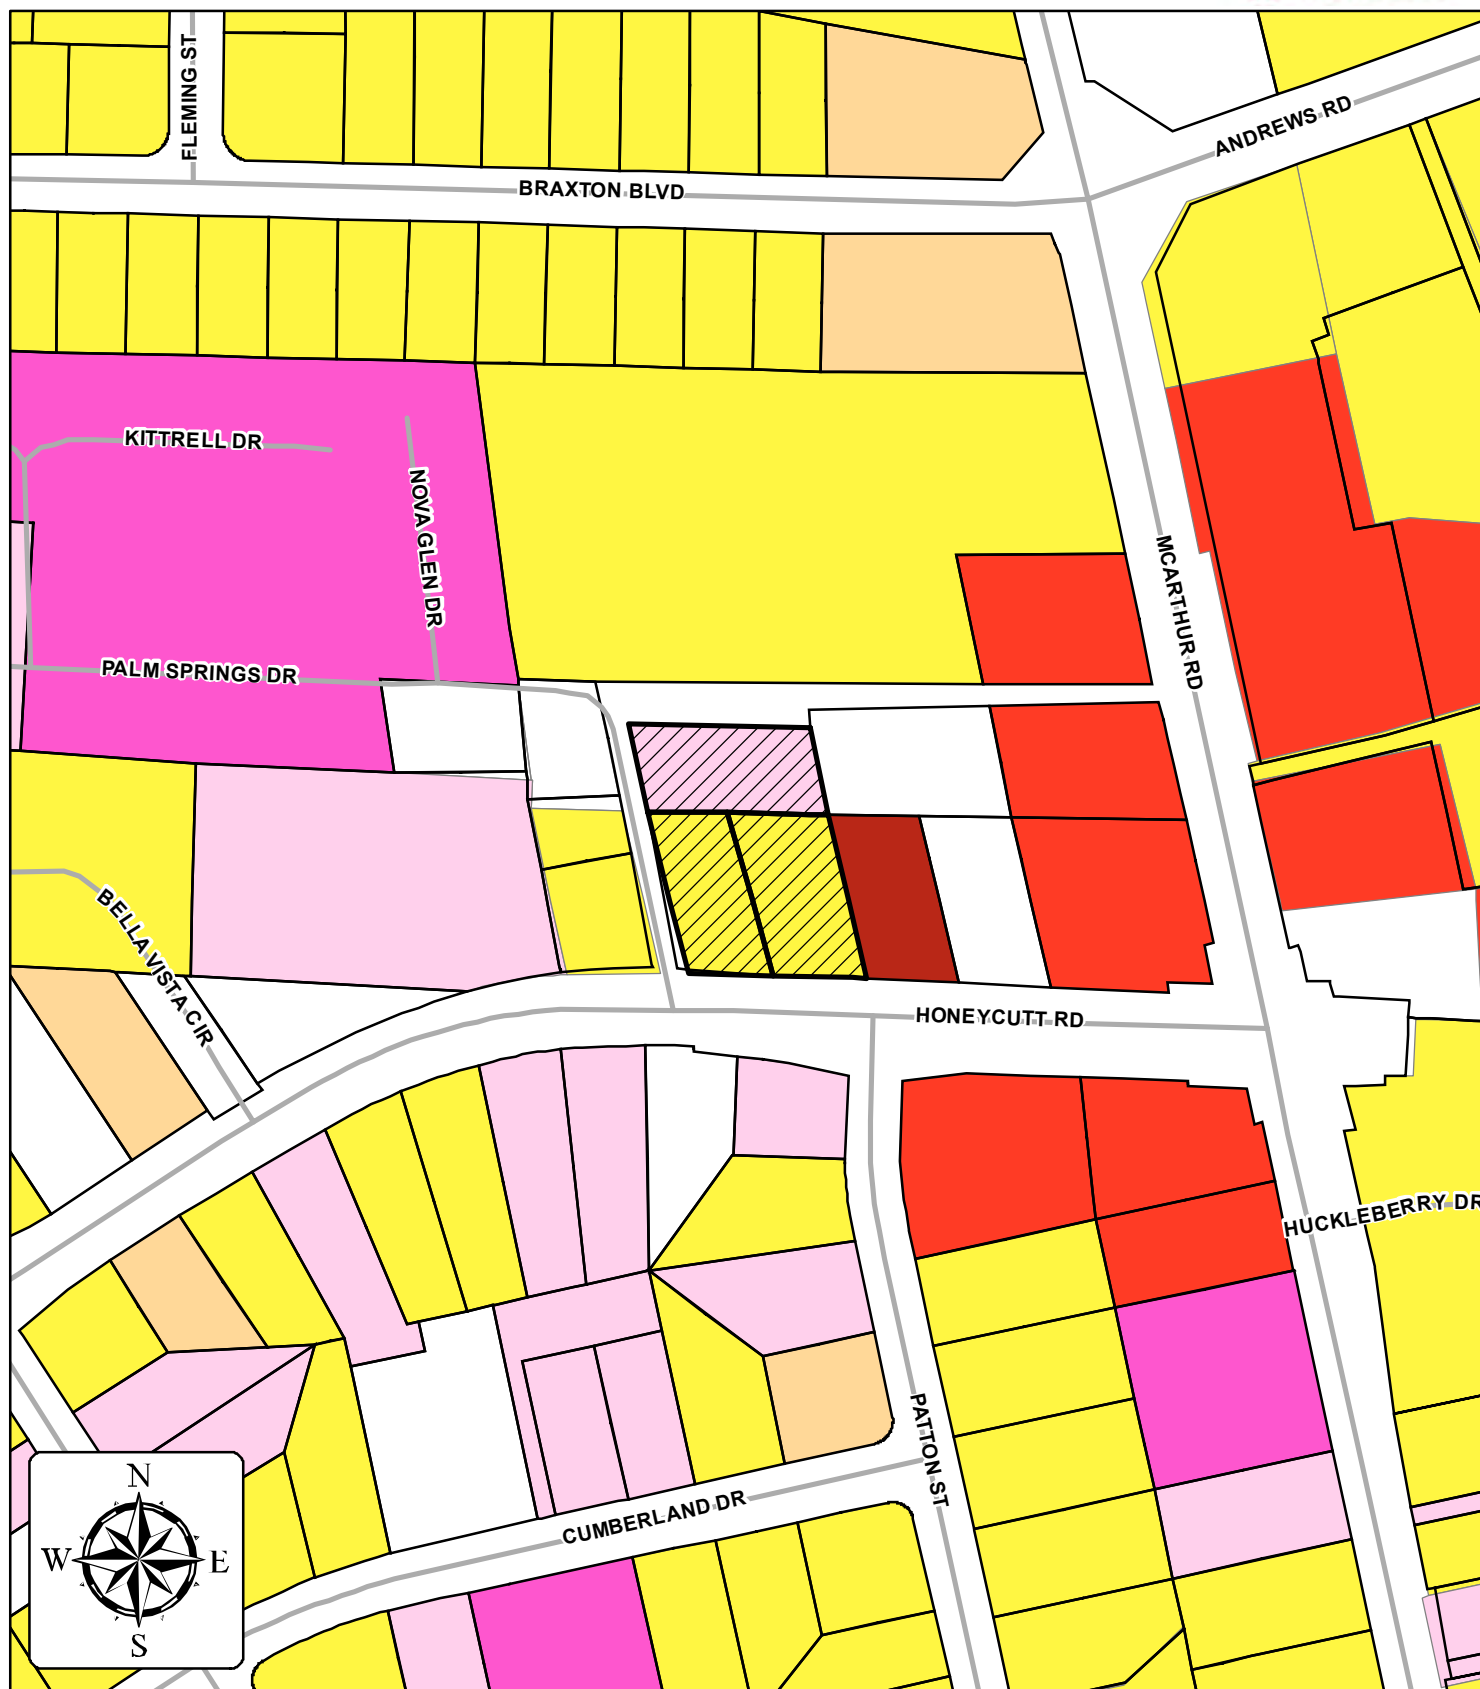 FLEMING ST
ANDREWS RD
BRAXTON BLVD
KITTRELL DR
NOVA GLEN DR
MCARTHUR RD
PALM SPRINGS DR
BELLA VISTA CIR
HONEYCUTT RD
HUCKLEBERRY DR
PATTON ST
CUMBERLAND DR
N
W E
S